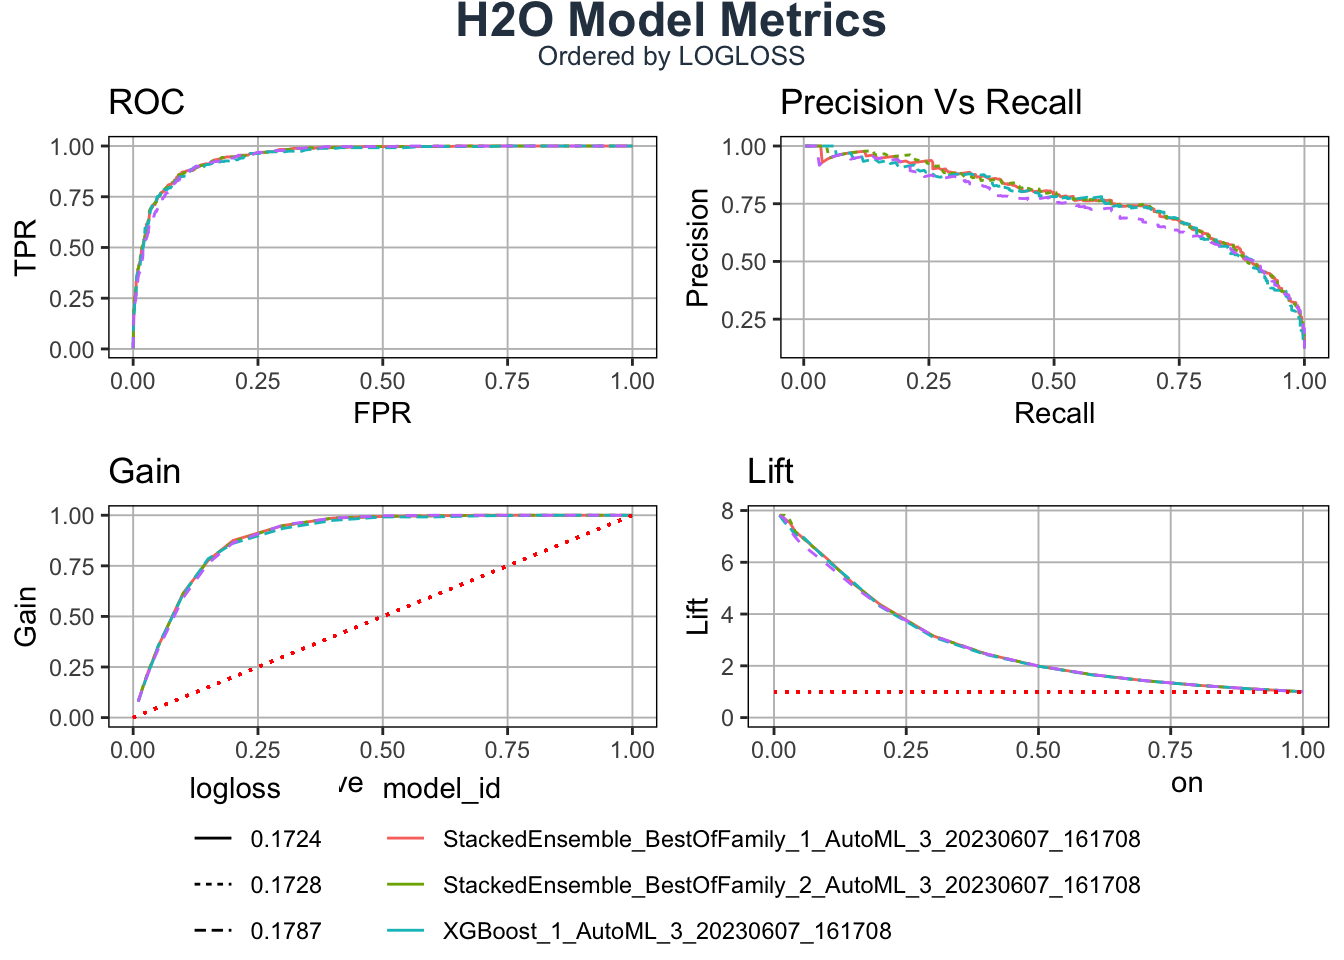 H2O Model Metrics
Ordered by LOGLOSS
ROC
1.00
0.75
0.50
0.25
0.00
TPR
0.00 0.25 0.50 0.75 1.00
FPR
Precision Vs Recall
1.00
0.75
0.50
0.25
Precision
0.00 0.25 0.50 0.75 1.00
Recall
Gain
1.00
0.75
0.50
0.25
0.00
Gain
0.00 0.25 0.50 0.75 1.00
Lift
8
6
4
2
0
Lift
0.00 0.25 0.50 0.75 1.00
on
logloss
0.1724
0.1728
0.1787
model_id
StackedEnsemble_BestOfFamily_1_AutoML_3_20230607_161708
StackedEnsemble_BestOfFamily_2_AutoML_3_20230607_161708
XGBoost_1_AutoML_3_20230607_161708